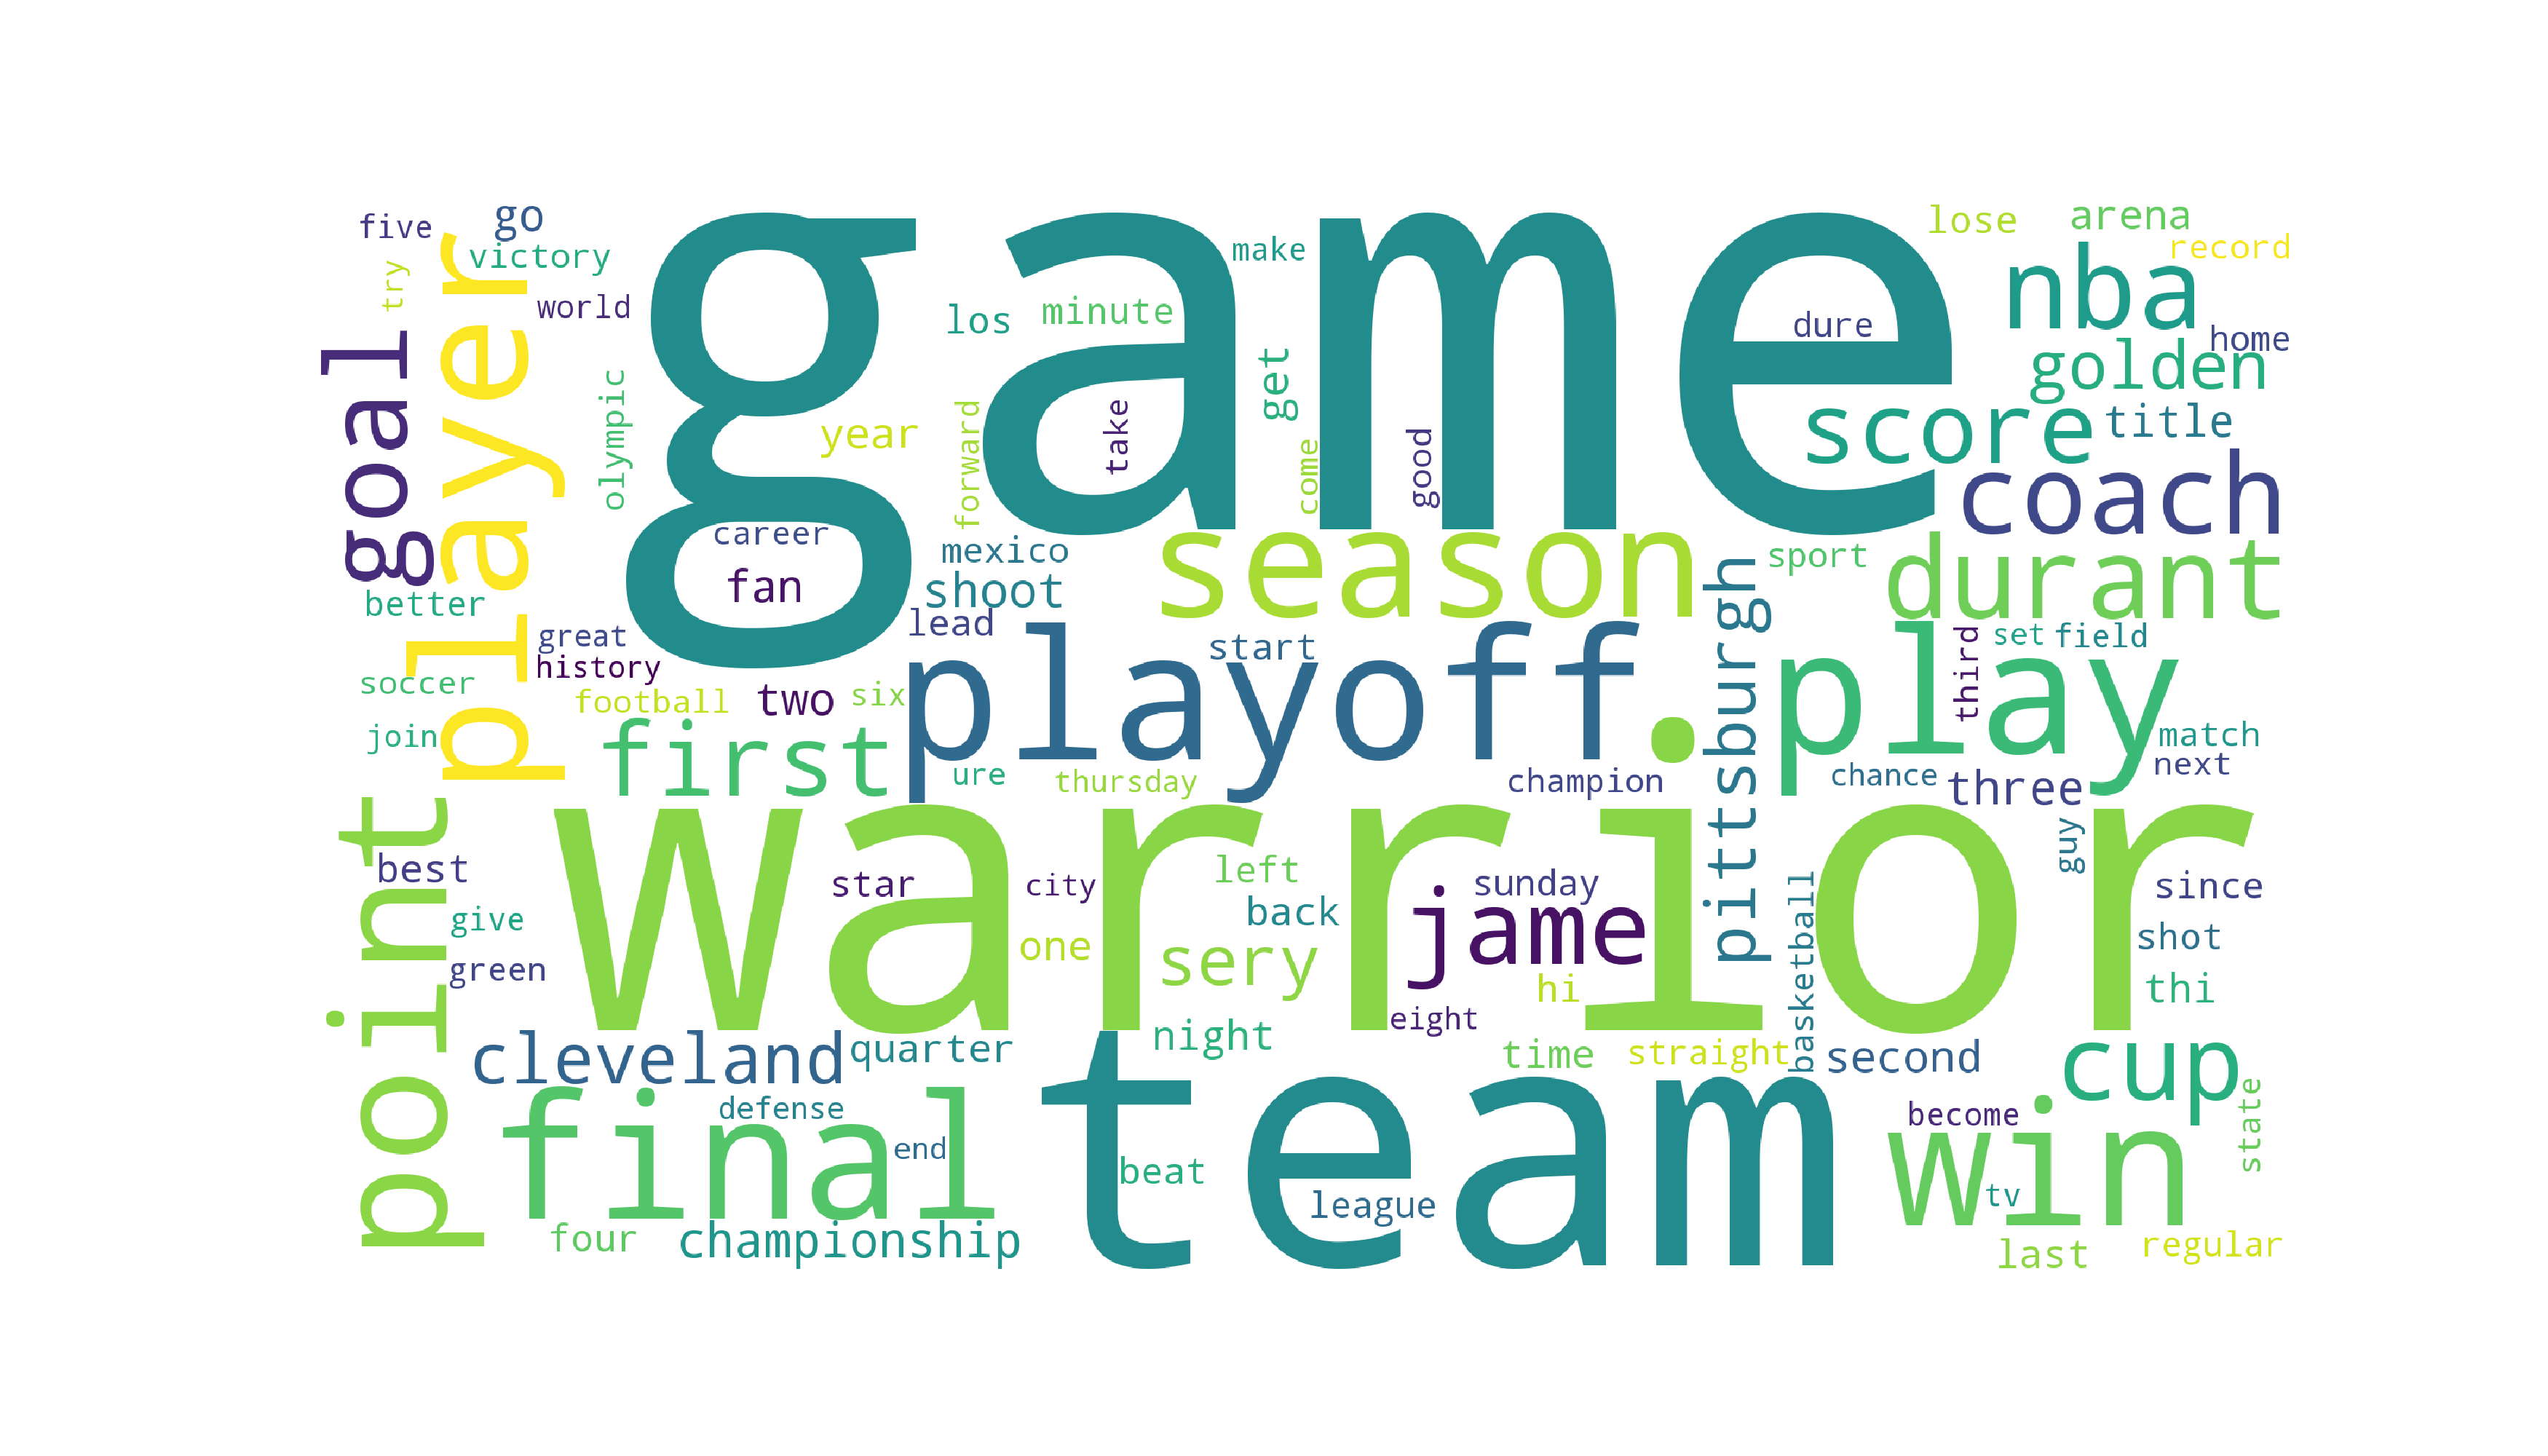 game
warrior
team
playoff
season
player
play
final
point
win
goal
first
durant
coach
nba
score
cup
jame
cleveland
pittsburgh
golden
sery
championship
shoot
title
three
two
fan
second
quarter
go
five
victory
try
world
olympic
year
career
los
minute
make
get
take
forward
come
good
mexico
lead
start
dure
lose
arena
record
home
sport
third
set
field
match
next
chance
champion
thursday
ure
six
football
history
great
better
soccer
join
best
give
green
star
city
one
left
back
sunday
hi
eight
night
time
straight
basketball
guy
since
shot
thi
state
become
tv
last
regular
league
beat
end
defense
four